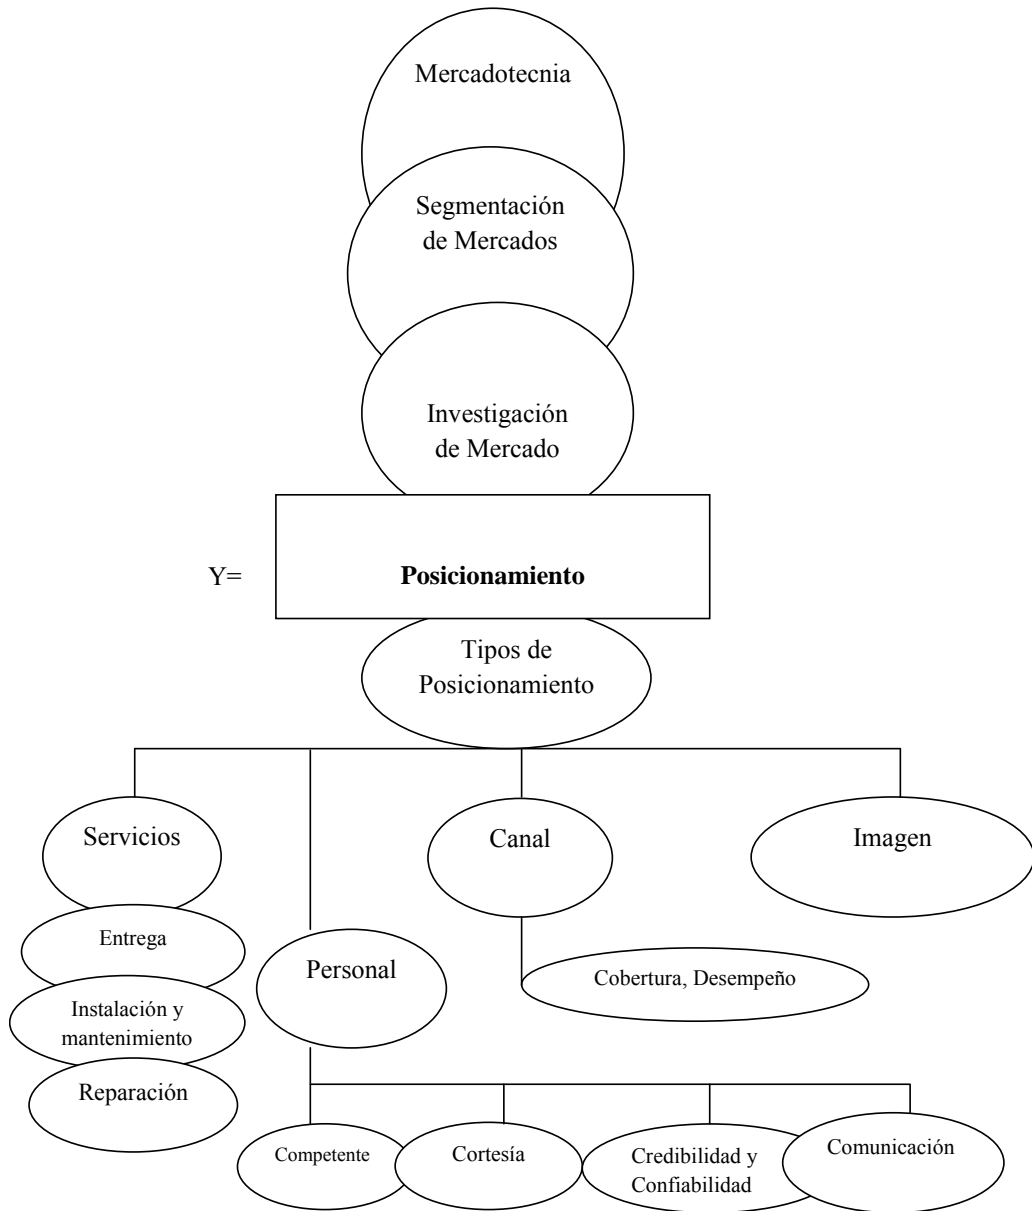 Mercadotecnia
Segmentación
de Mercados
Investigación
de Mercado
Y=
Posicionamiento
Tipos de
Posicionamiento
Servicios
Canal
Imagen
Entrega
Personal
Cobertura, Desempeño
Instalación y
mantenimiento
Reparación
Competente
Cortesía
Credibilidad y
Confiabilidad
Comunicación